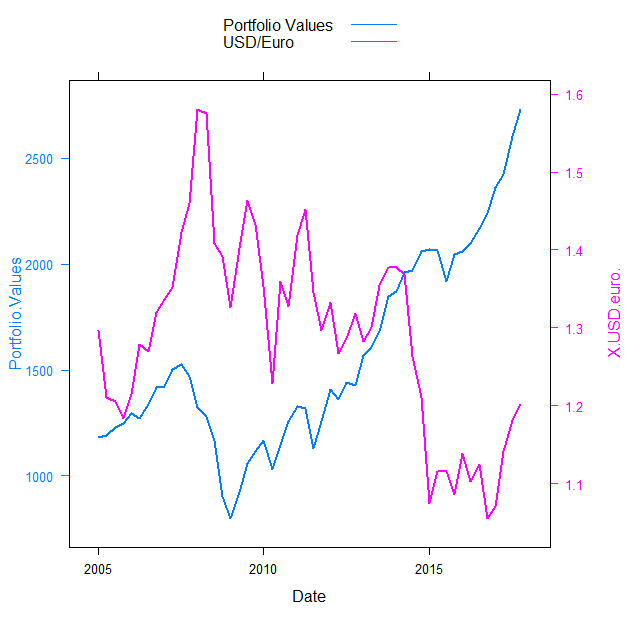 Portfolio Values
USD/Euro
1.6
2500
1.5
2000
1.4
Portfolio.Values
X.USD.euro.
1.3
1500
1.2
1000
1.1
2005 2010 2015
Date